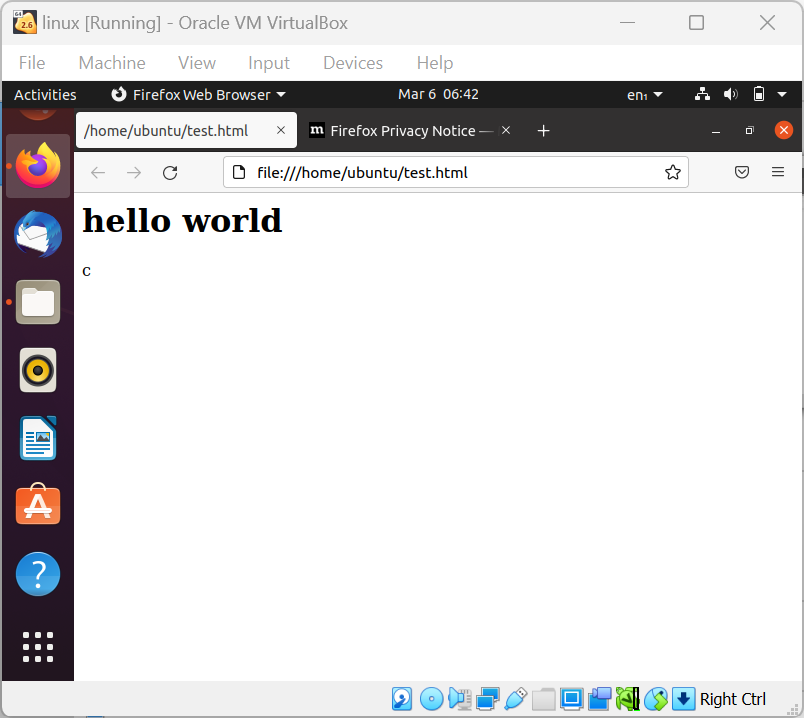 linux [Running] - Oracle VM VirtualBox
File Machine View Input Devices Help
Activities Firefox Web Browser Mar 6 06:42 en₁
/home/ubuntu/test.html Firefox Privacy Notice —
file:///home/ubuntu/test.html
hello world
c
Right Ctrl